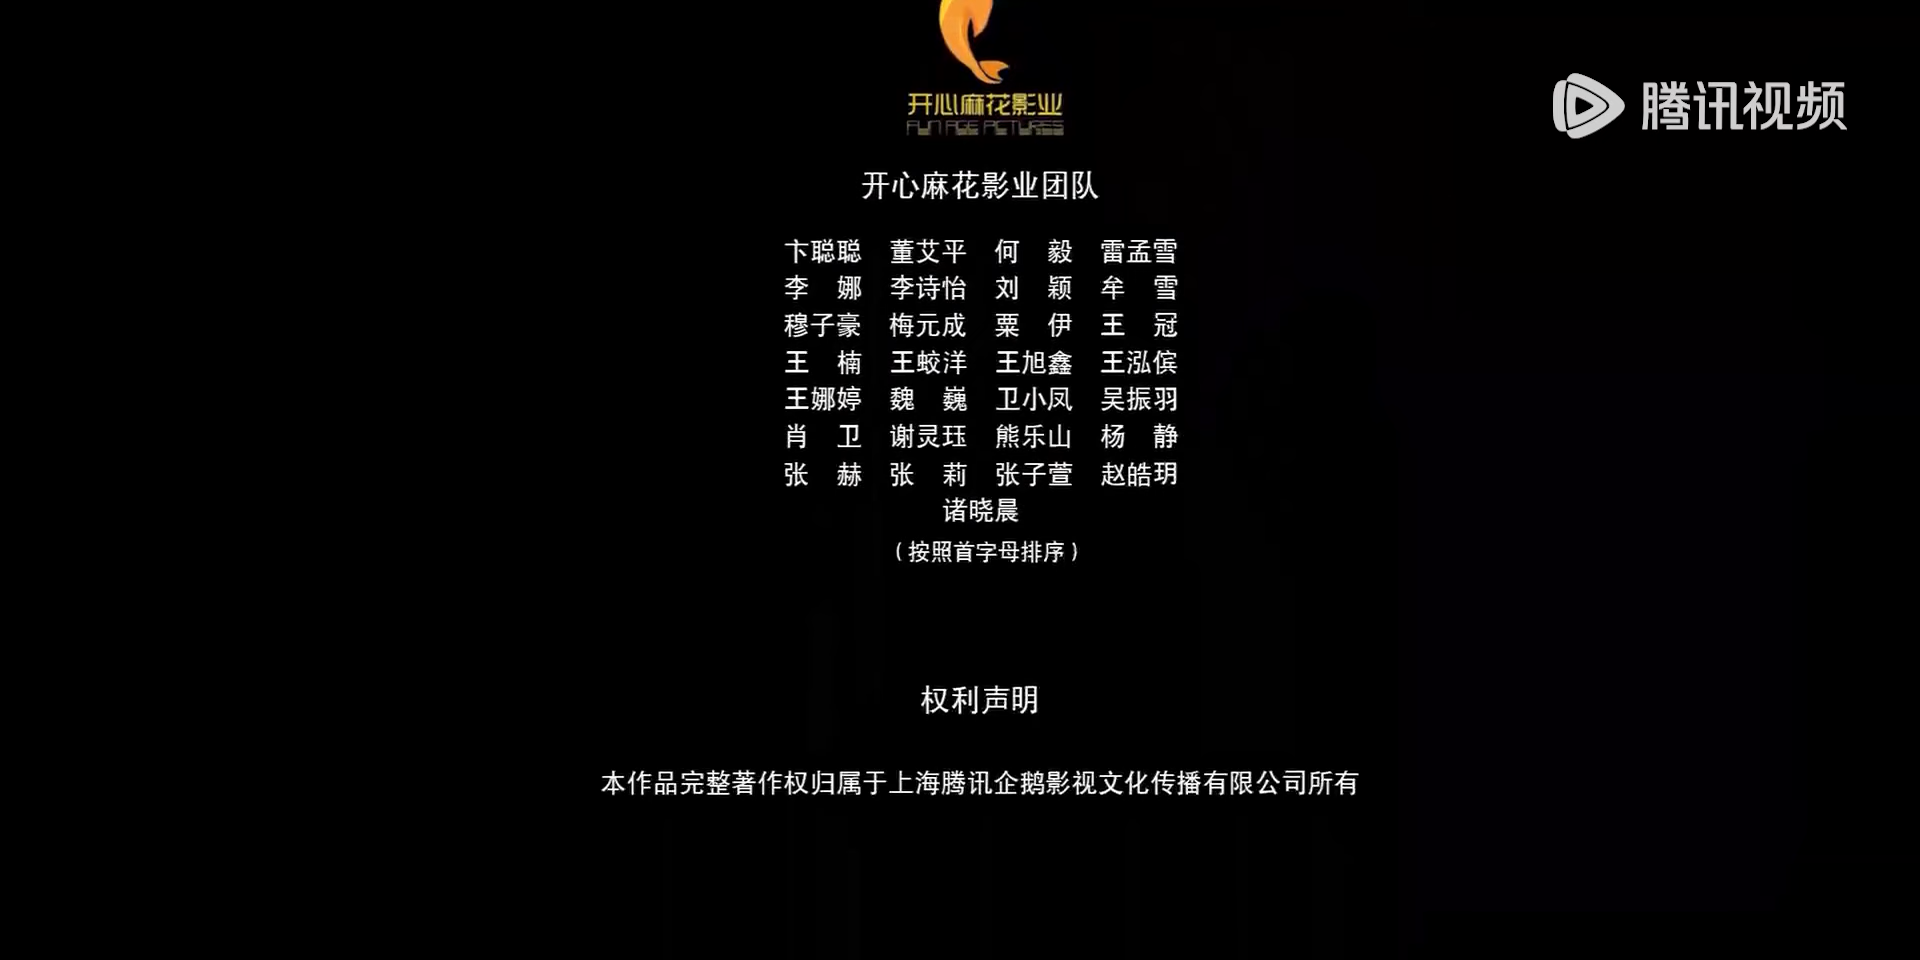 开心麻花影业
FUN AGE PICTURES
腾讯视频
开心麻花影业团队
卞聪聪 董艾平 何毅 雷孟雪
李娜 李诗怡 刘颖 牟雪
穆子豪 梅元成 粟伊 王冠
王楠 王蛟洋 王旭鑫 王泓傧
王娜婷 魏巍 卫小凤 吴振羽
肖卫 谢灵珏 熊乐山 杨静
张赫 张莉 张子萱 赵皓玥
诸晓晨
（按照首字母排序）
权利声明
本作品完整著作权归属于上海腾讯企鹅影视文化传播有限公司所有